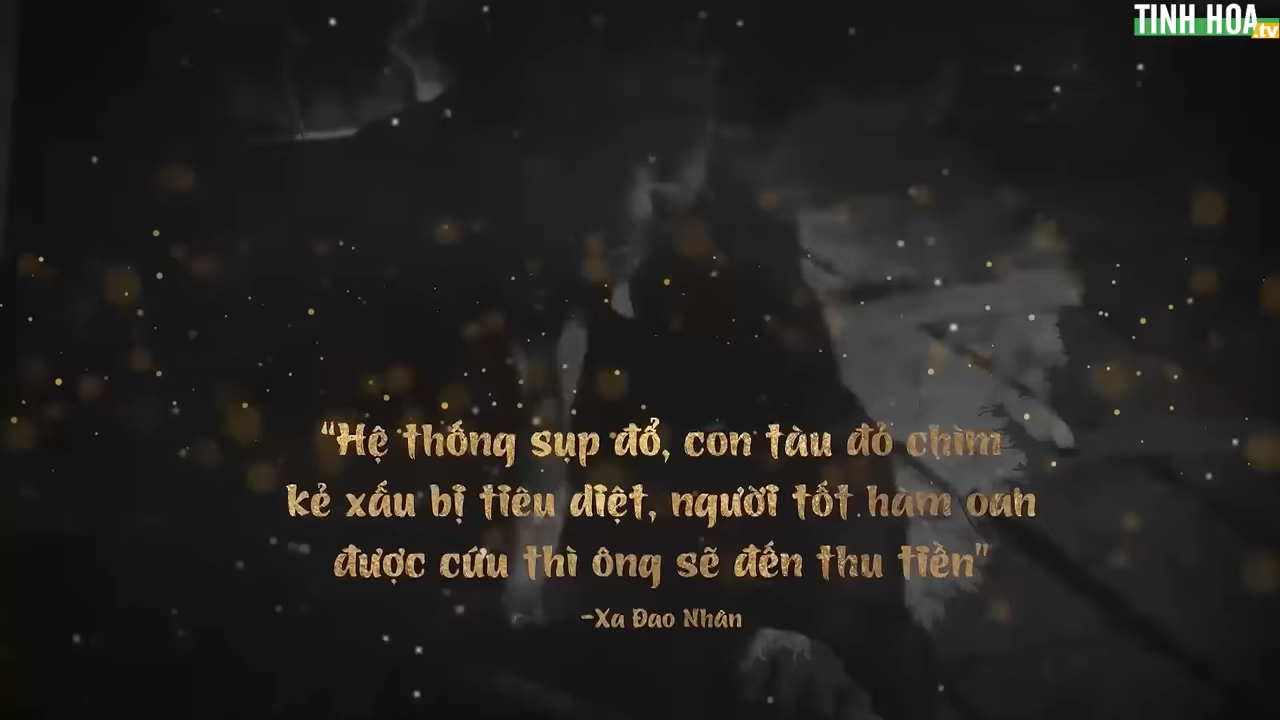 TINH HOA
.tv
“Hệ thống sụp đổ, con tàu đỏ chìm
kẻ xấu bị tiêu diệt, người tốt hàm oan
được cứu thì ông sẽ đến thu tiền"
-Xa Đao Nhân